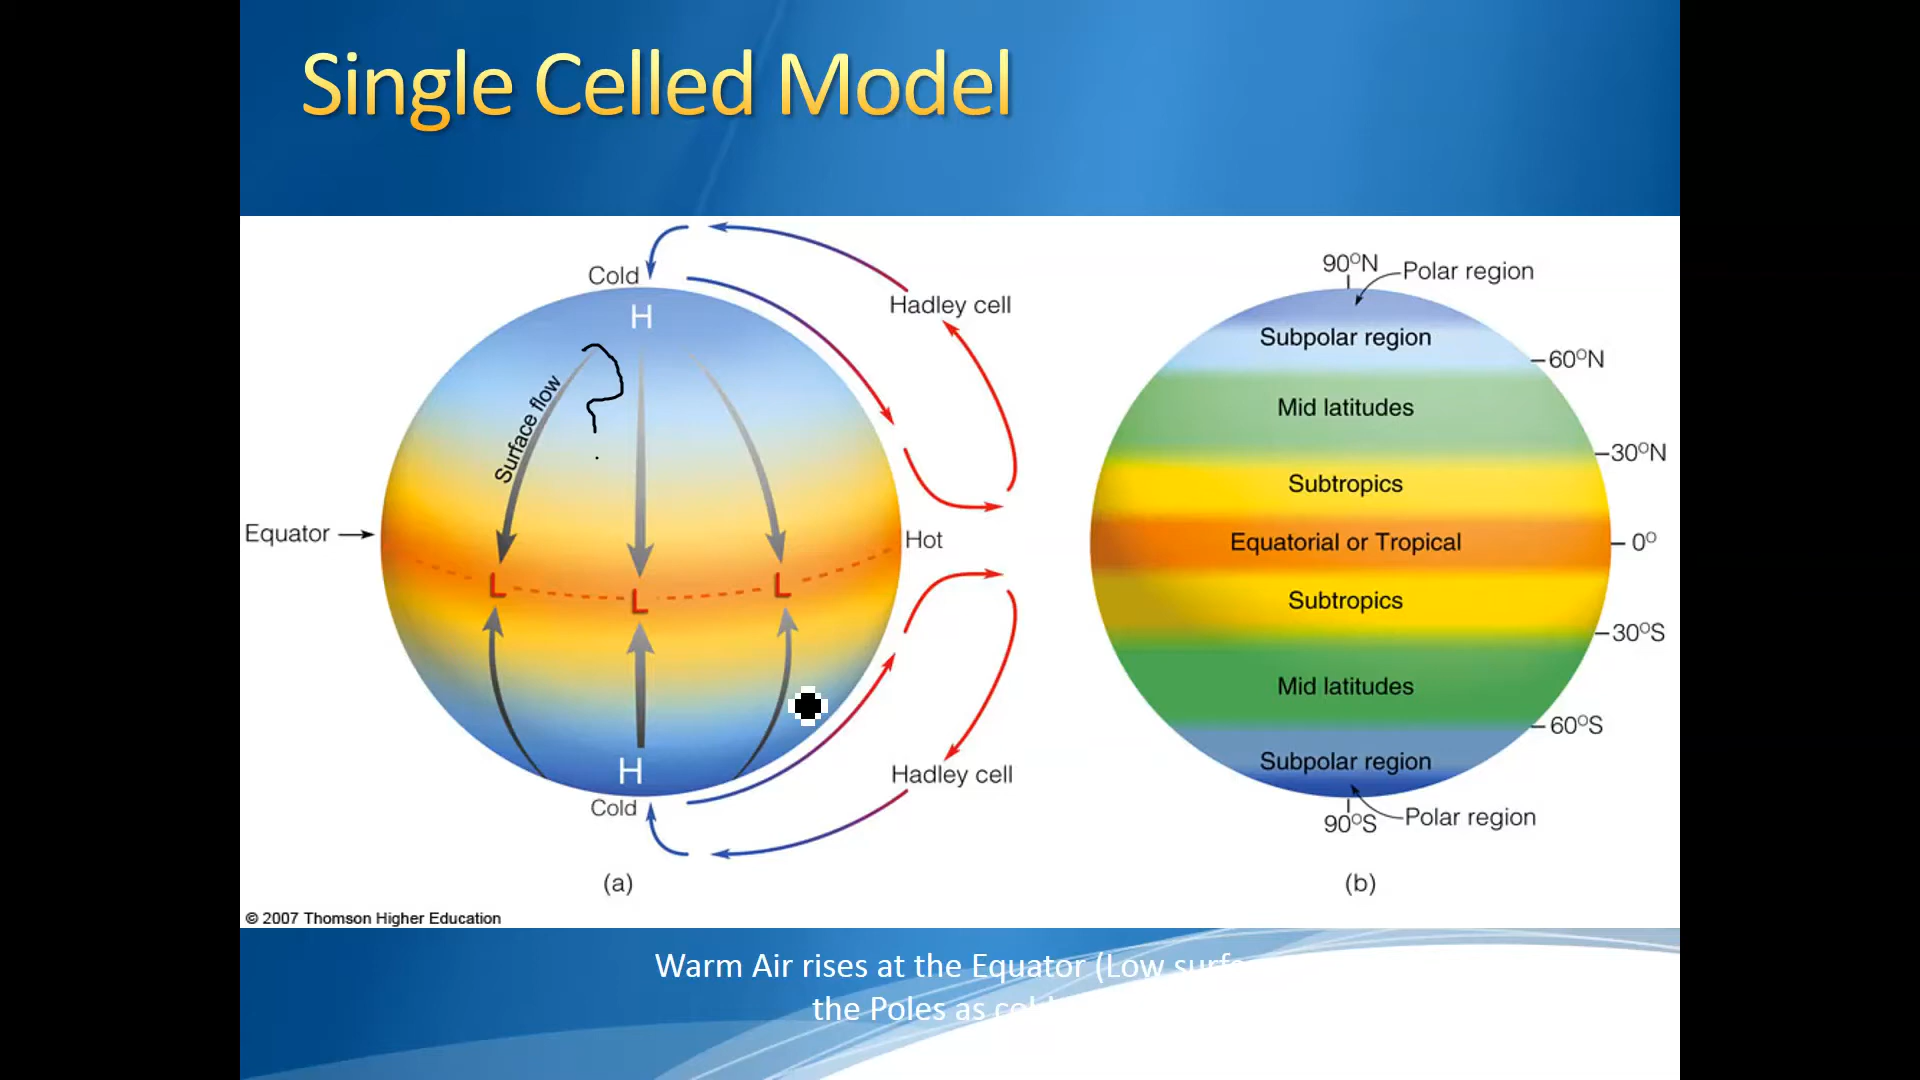 Single Celled Model
Cold
H
Surface flow
Hadley cell
Equator
Hot
L
L
L
Hadley cell
H
Cold
(a)
90°N
Polar region
Subpolar region
60°N
Mid latitudes
30°N
Subtropics
Equatorial or Tropical
0°
Subtropics
30°S
Mid latitudes
60°S
Subpolar region
90°S
Polar region
(b)
© 2007 Thomson Higher Education
Warm Air rises at the Equator (Low
the Poles as
?